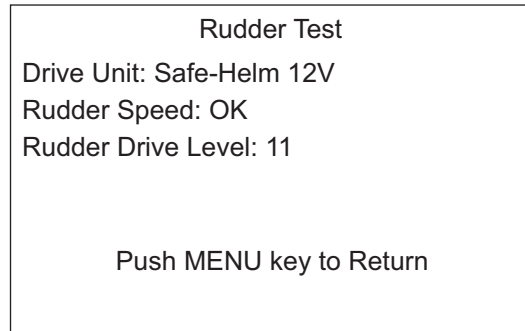 Rudder Test
Drive Unit: Safe-Helm 12V
Rudder Speed: OK
Rudder Drive Level: 11
Push MENU key to Return